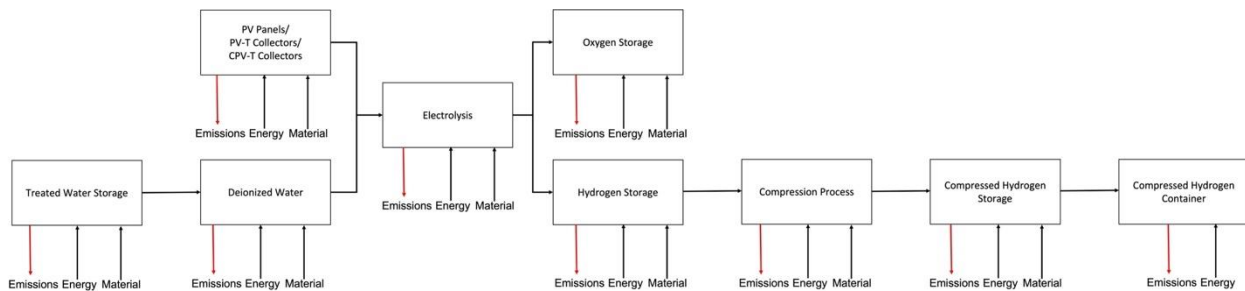 PV Panels/
PV-T Collectors/
CPV-T Collectors
Emissions Energy Material
Oxygen Storage
Emissions Energy Material
Electrolysis
Emissions Energy Material
Treated Water Storage
Emissions Energy Material
Deionized Water
Emissions Energy Material
Hydrogen Storage
Emissions Energy Material
Compression Process
Emissions Energy Material
Compressed Hydrogen
Storage
Emissions Energy Material
Compressed Hydrogen
Container
Emissions Energy